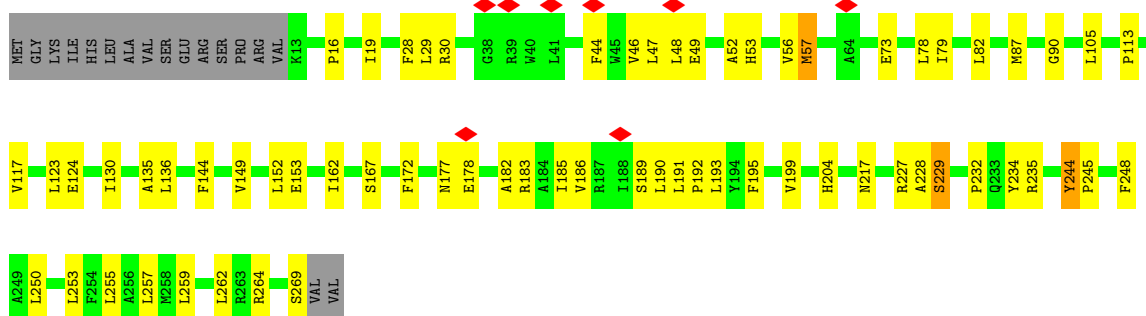 MET GLY LYS ILE HIS LEU ALA VAL SER GLU ARG SER PRO ARG VAL K13 P16 I19 F28 L29 R30 G38 R39 W40 L41 F44 W45 V46 L47 L48 E49 A52 H53 V56 M57 A64 E73 L78 I79 L82 M87 G90 L105 P113
V117 L123 E124 I130 A135 L136 F144 V149 L152 E153 I162 S167 F172 N177 E178 A182 R183 A184 I185 V186 R187 I188 S189 L190 L191 P192 L193 Y194 F195 V199 H204 N217 R227 A228 S229 P232 Q233 Y234 R235 Y244 P245 F248
A249 L250 L253 F254 L255 A256 L257 M258 L259 L262 R263 R264 S269 VAL VAL